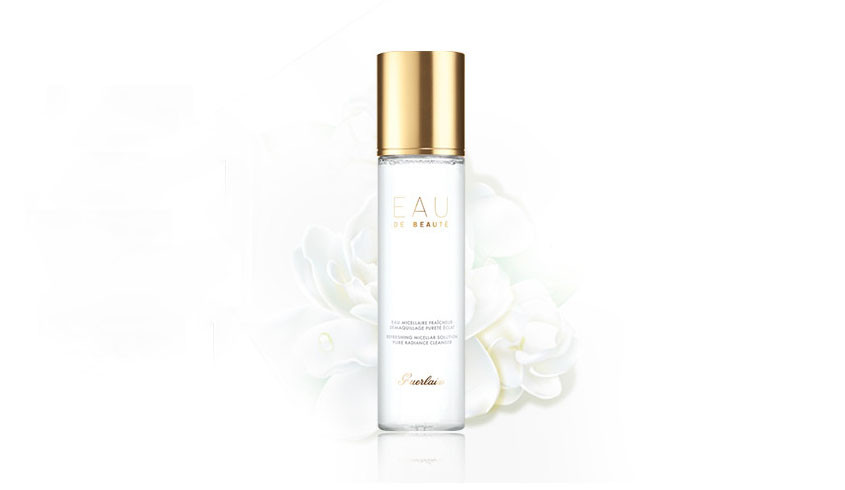 EAU
DE BEAUTÉ
EAU MICELLAIRE FRAÎCHEUR
DÉMAQUILLAGE PURETÉ ÉCLAT
REFRESHING MICELLAR SOLUTION
PURE RADIANCE CLEANSER
Guerlain